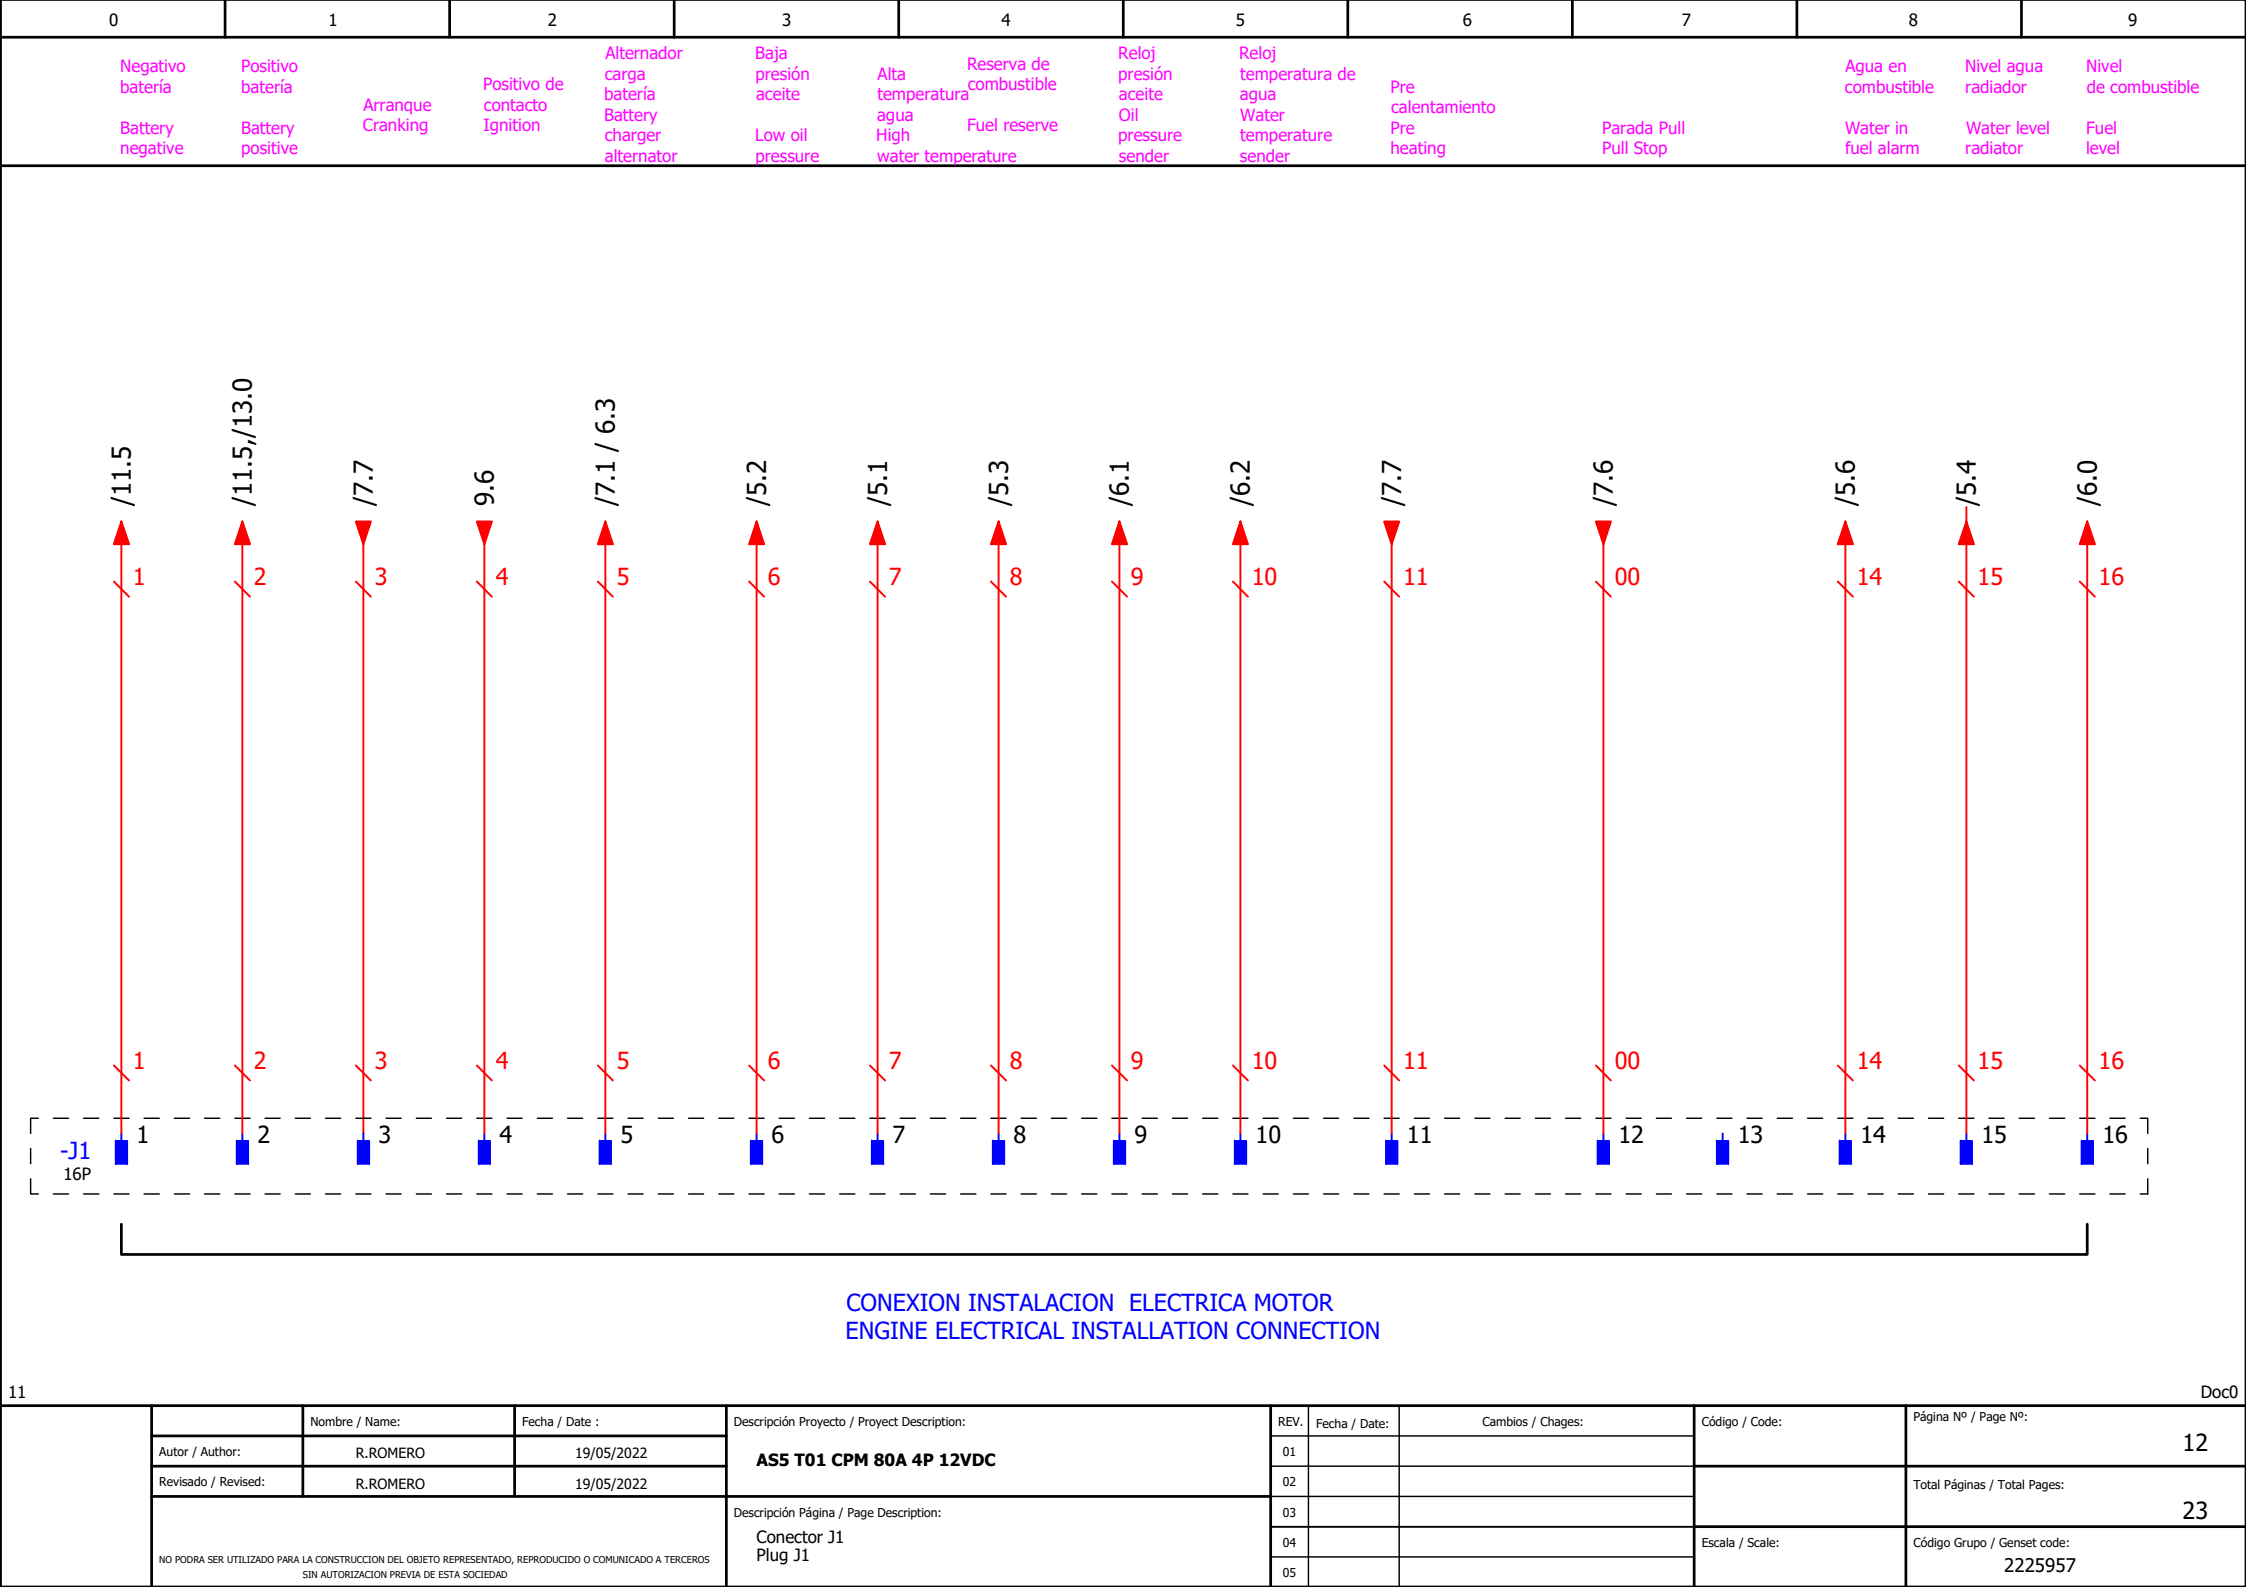 0 1 2 3 4 5 6 7 8 9
Negativo
batería
Battery
negative
Positivo
batería
Battery
positive
Arranque
Cranking
Positivo de
contacto
Ignition
Alternador
carga
batería
Battery
charger
alternator
Baja
presión
aceite
Low oil
pressure
Alta
temperatura
agua
High
water temperature
Reserva de
combustible
Fuel reserve
Reloj
presión
aceite
Oil
pressure
sender
Reloj
temperatura de
agua
Water
temperature
sender
Pre
calentamiento
Pre
heating
Parada Pull
Pull Stop
Agua en
combustible
Water in
fuel alarm
Nivel agua
radiador
Water level
radiator
Nivel
de combustible
Fuel
level
/11.5 /11.5,/13.0 /7.7 9.6 /7.1 / 6.3 /5.2 /5.1 /5.3 /6.1 /6.2 /7.7 /7.6 /5.6 /5.4 /6.0
1 2 3 4 5 6 7 8 9 10 11 00 14 15 16
1 2 3 4 5 6 7 8 9 10 11 00 14 15 16
-J1
16P
1 2 3 4 5 6 7 8 9 10 11 12 13 14 15 16
CONEXION INSTALACION ELECTRICA MOTOR
ENGINE ELECTRICAL INSTALLATION CONNECTION
11 Doc0
Nombre / Name: Fecha / Date :
Autor / Author: R.ROMERO 19/05/2022
Revisado / Revised: R.ROMERO 19/05/2022
NO PODRA SER UTILIZADO PARA LA CONSTRUCCION DEL OBJETO REPRESENTADO, REPRODUCIDO O COMUNICADO A TERCEROS
SIN AUTORIZACION PREVIA DE ESTA SOCIEDAD
Descripción Proyecto / Proyect Description:
AS5 T01 CPM 80A 4P 12VDC
Descripción Página / Page Description:
Conector J1
Plug J1
REV. Fecha / Date: Cambios / Chages:
01
02
03
04
05
Código / Code:
Escala / Scale:
Página Nº / Page Nº:
12
Total Páginas / Total Pages:
23
Código Grupo / Genset code:
2225957